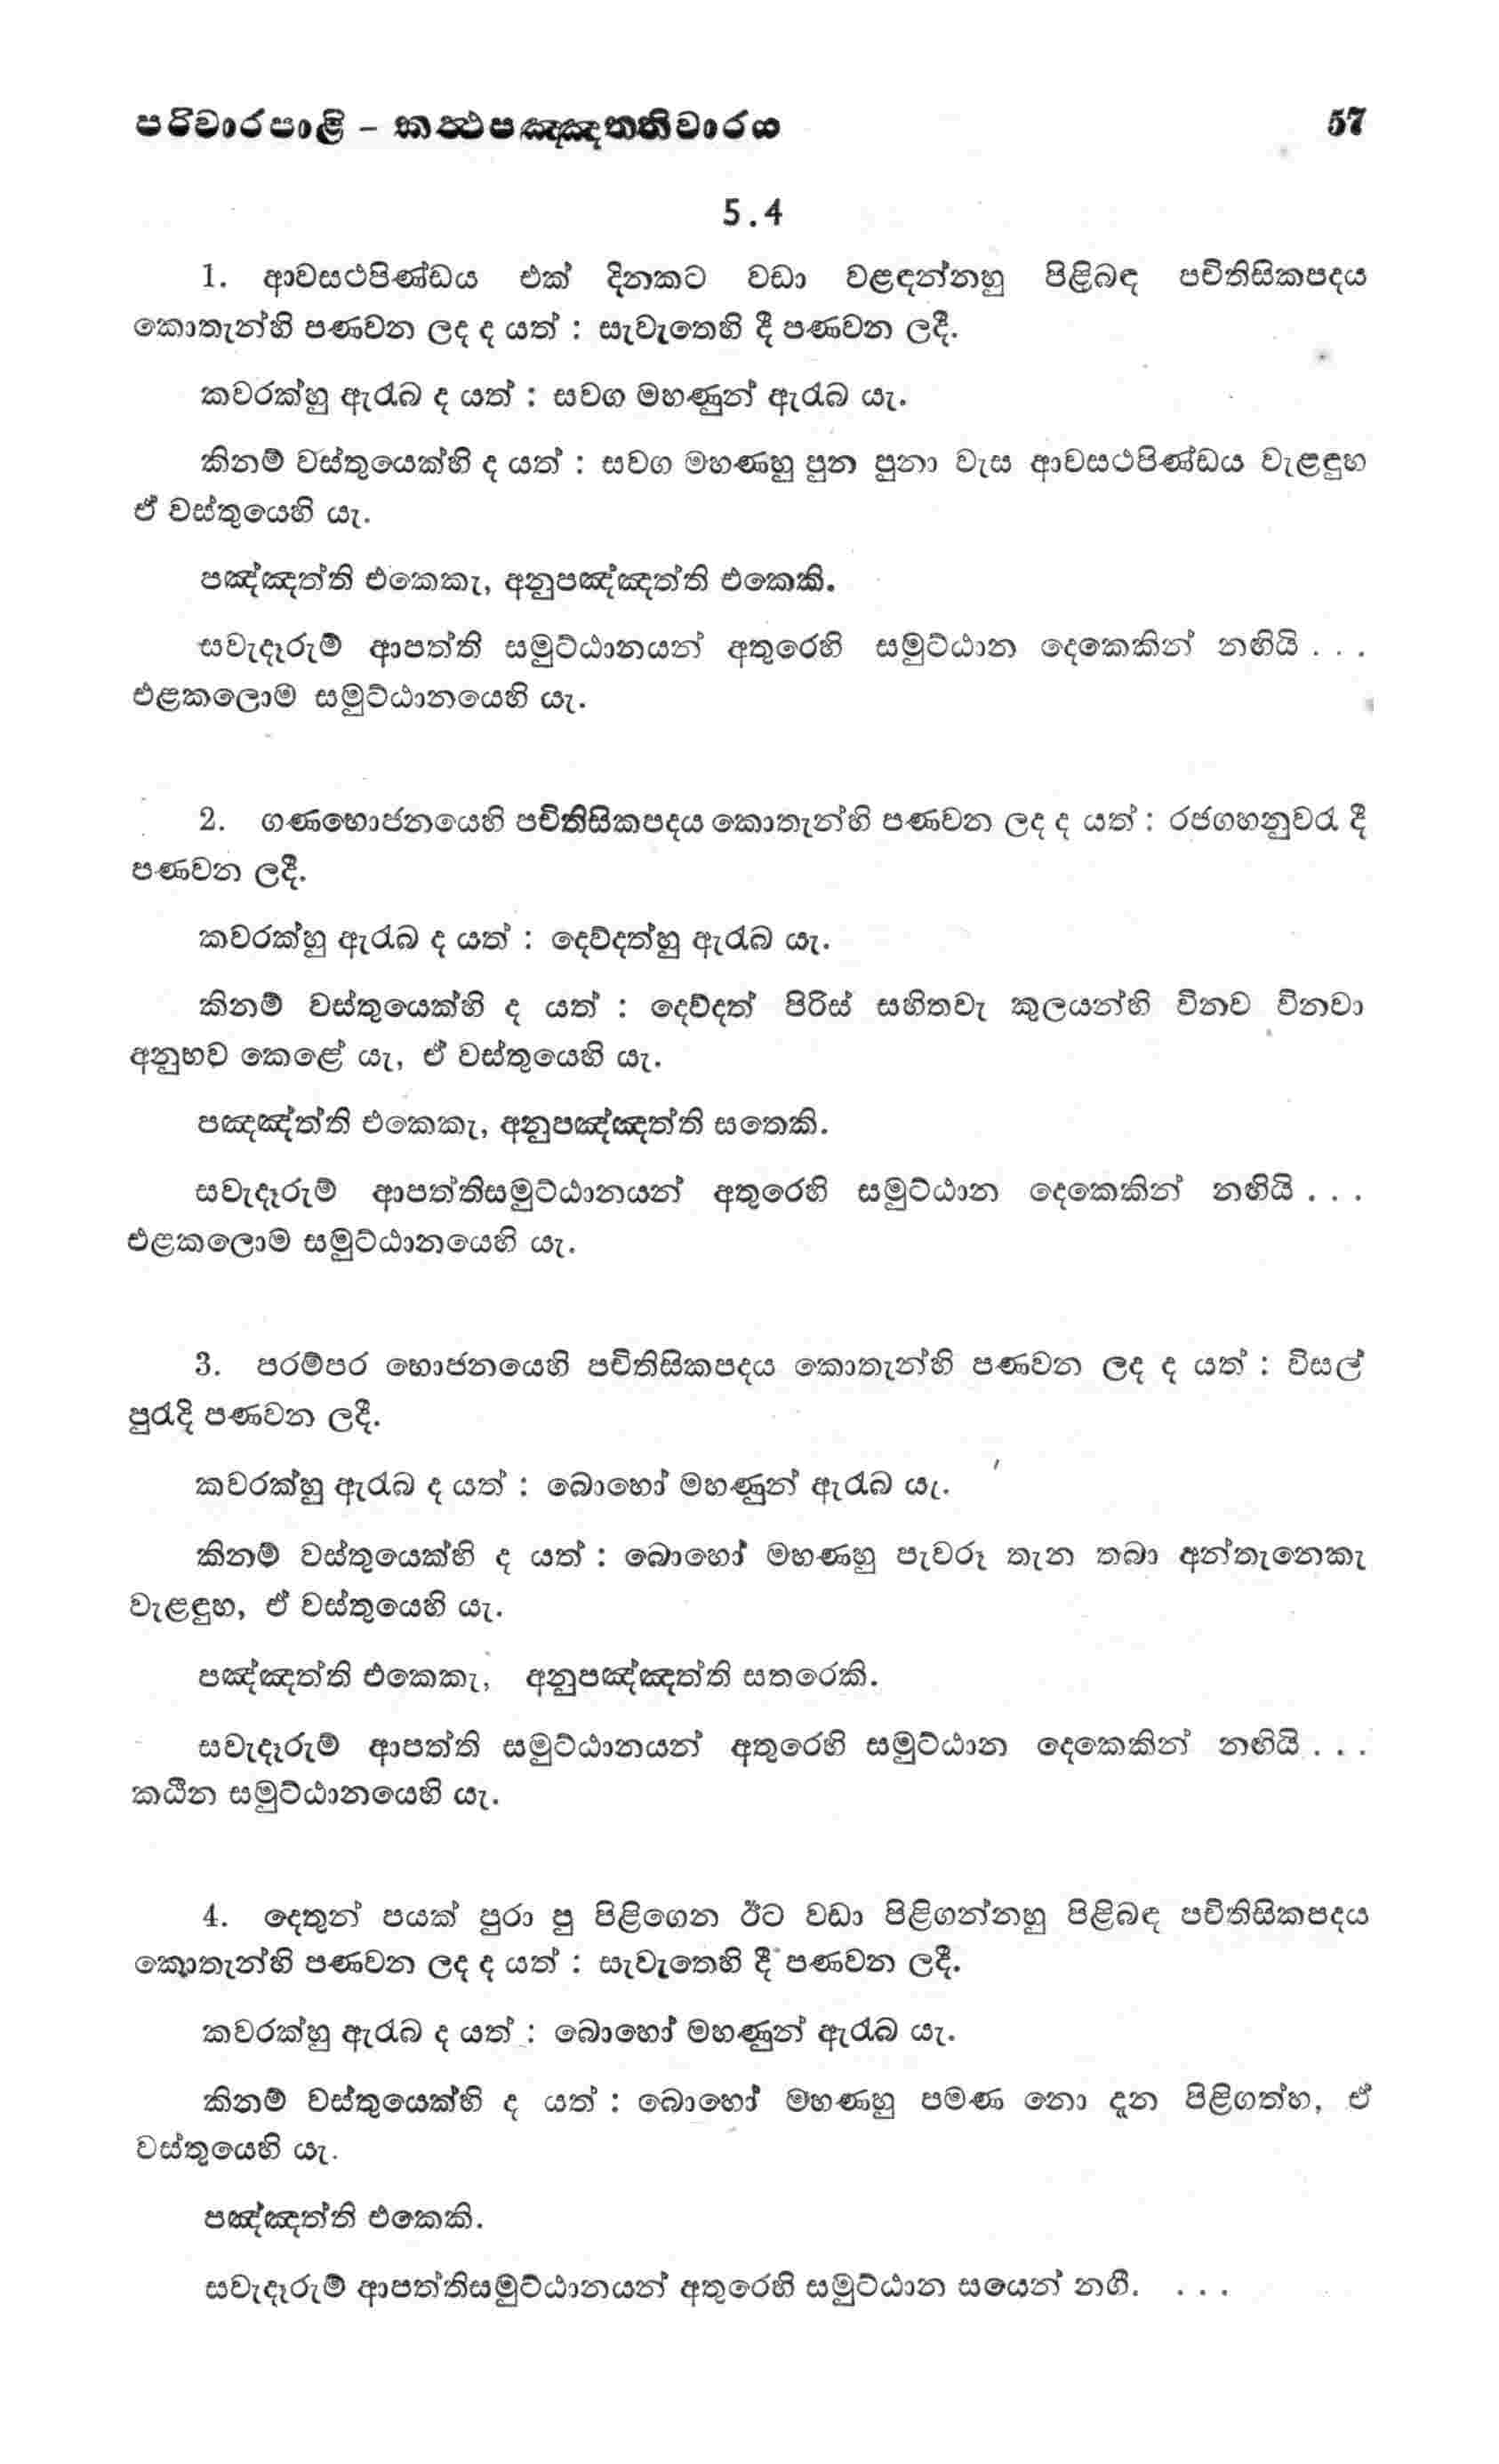 පරිවාරපාළි – කත්‍ථපඤ්ඤත්තිවාරය 57
5.4
1. ආවසථපිණ්ඩය එක් දිනකට වඩා වළඳන්නහු පිළිබඳ පචිතිසිකපදය
කොතැන්හි පණවන ලද ද යත් : සැවැතෙහි දී පණවන ලදී.
කවරක්හු ඇරැබ ද යත් : සවග මහණුන් ඇරැබ යැ.
කිනම් වස්තුයෙක්හි ද යත් : සවග මහණහු පුන පුනා වැස ආවසථපිණ්ඩය වැළඳුහ
ඒ වස්තුයෙහි යැ.
පඤ්ඤත්ති එකෙකැ, අනුපඤ්ඤත්ති එකෙකි.
සවැදෑරුම් ආපත්ති සමුට්ඨානයන් අතුරෙහි සමුට්ඨාන දෙකෙකින් නඟියි . . .
එළකලොම සමුට්ඨානයෙහි යැ.
2. ගණභොජනයෙහි පචිතිසිකපදය කොතැන්හි පණවන ලද ද යත් : රජගහනුවරැ දී
පණවන ලදී.
කවරක්හු ඇරැබ ද යත් : දෙව්දත්හු ඇරැබ යැ.
කිනම් වස්තුයෙක්හි ද යත් : දෙව්දත් පිරිස් සහිතවැ කුලයන්හි විනව විනවා
අනුභව කෙළේ යැ, ඒ වස්තුයෙහි යැ.
පඤඤ්ත්ති එකෙකැ, අනුපඤ්ඤත්ති සතෙකි.
සවැදෑරුම් ආපත්තිසමුට්ඨානයන් අතුරෙහි සමුට්ඨාන දෙකෙකින් නඟියි . . .
එළකලොම සමුට්ඨානයෙහි යැ.
3. පරම්පර භොජනයෙහි පචිතිසිකපදය කොතැන්හි පණවන ලද ද යත් : විසල්
පුරැදි පණවන ලදී.
කවරක්හු ඇරැබ ද යත් : බොහෝ මහණුන් ඇරැබ යැ.
කිනම් වස්තුයෙක්හි ද යත් : බොහෝ මහණහු පැවරූ තැන තබා අන්තැනෙකැ
වැළඳුහ, ඒ වස්තුයෙහි යැ.
පඤ්ඤත්ති එකෙකැ, අනුපඤ්ඤත්ති සතරෙකි.
සවැදෑරුම් ආපත්ති සමුට්ඨානයන් අතුරෙහි සමුට්ඨාන දෙකෙකින් නඟියි . . .
කඨින සමුට්ඨානයෙහි යැ.
4. දෙතුන් පයක් පුරා පු පිළිගෙන ඊට වඩා පිළිගන්නහු පිළිබඳ පචිතිසිකපදය
කොතැන්හි පණවන ලද ද යත් : සැවැතෙහි දී පණවන ලදී.
කවරක්හු ඇරැබ ද යත් : බොහෝ මහණුන් ඇරැබ යැ.
කිනම් වස්තුයෙක්හි ද යත් : බොහෝ මහණහු පමණ නො දැන පිළිගත්හ, ඒ
වස්තුයෙහි යැ.
පඤ්ඤත්ති එකෙකි.
සවැදෑරුම් ආපත්තිසමුට්ඨානයන් අතුරෙහි සමුට්ඨාන සයෙන් නගී. . . .